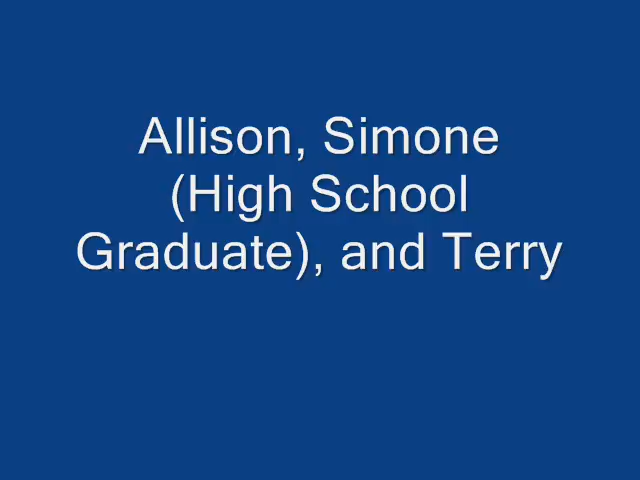 Allison, Simone
(High School
Graduate), and Terry